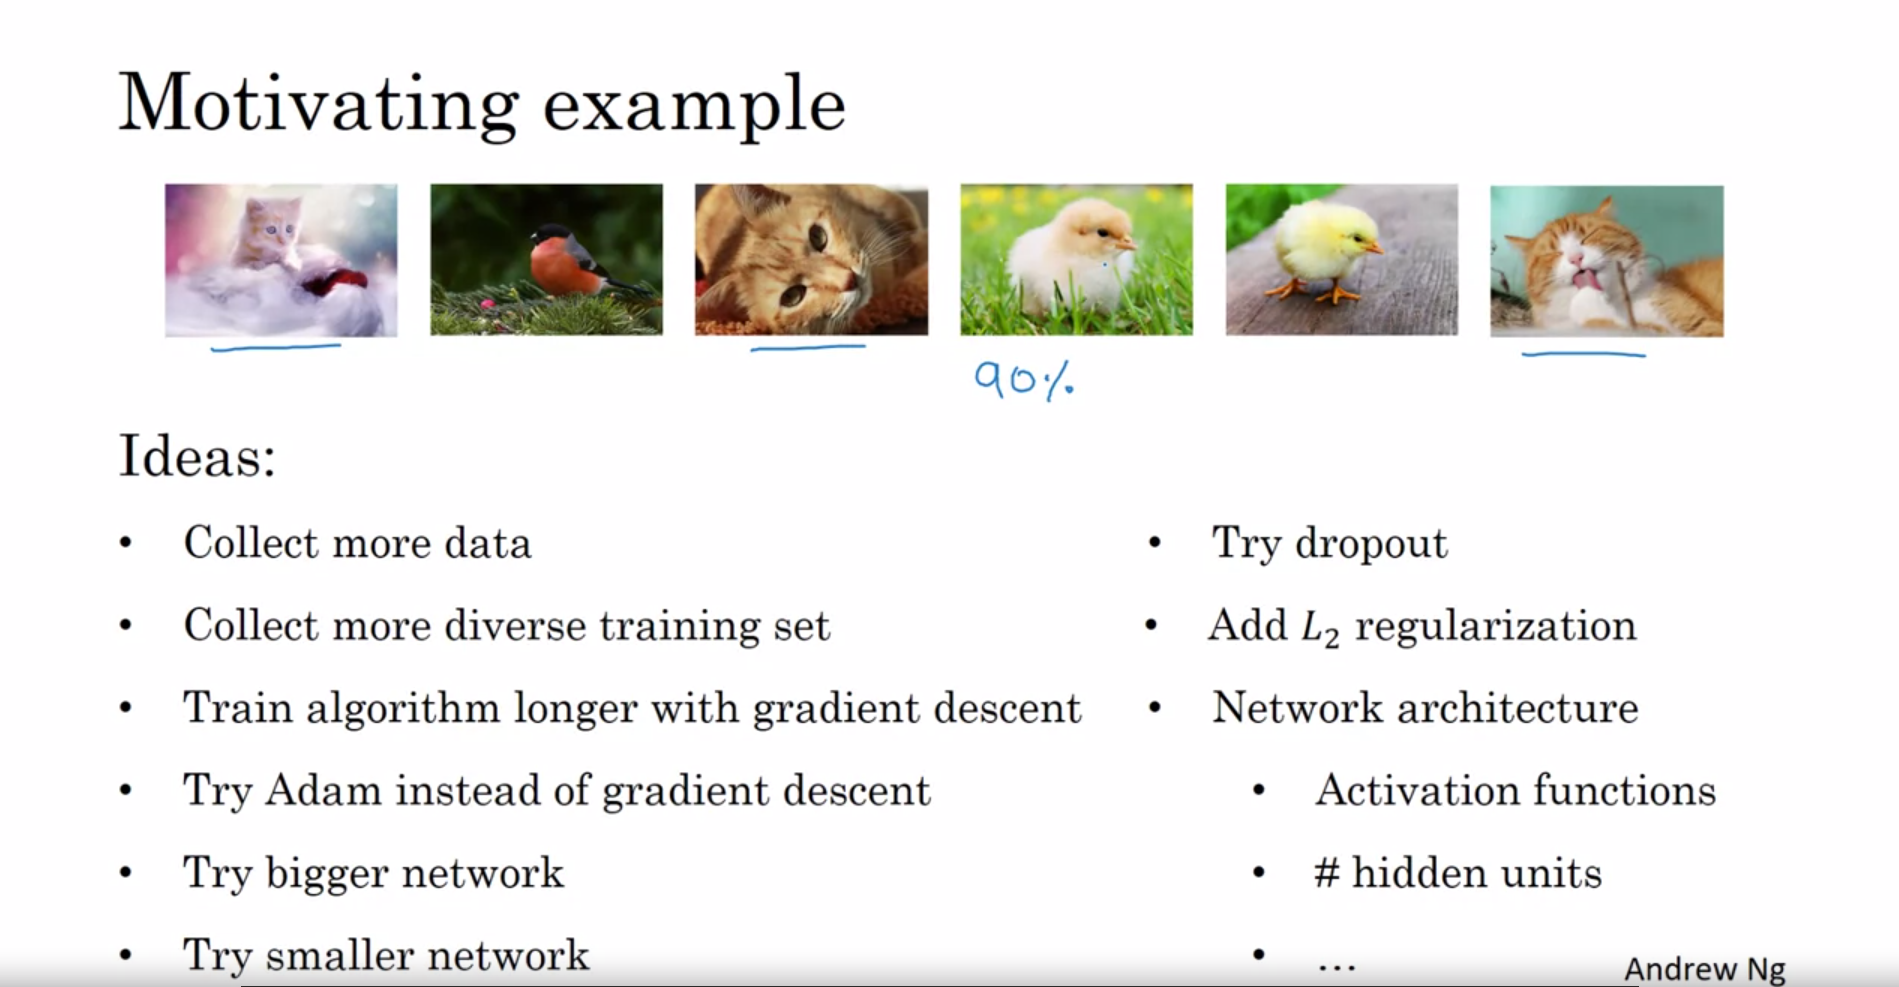 Motivating example
90%
Ideas:
• Collect more data
• Collect more diverse training set
• Train algorithm longer with gradient descent
• Try Adam instead of gradient descent
• Try bigger network
• Try smaller network
• Try dropout
• Add L₂ regularization
• Network architecture
• Activation functions
• # hidden units
• ...
Andrew Ng